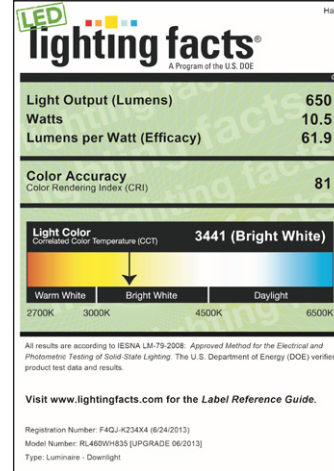 Ha
LED
lighting facts®
A Program of the U.S. DOE
Light Output (Lumens) 650
Watts 10.5
Lumens per Watt (Efficacy) 61.9
Color Accuracy 81
Color Rendering Index (CRI)
Light Color 3441 (Bright White)
Correlated Color Temperature (CCT)
Warm White Bright White Daylight
2700K 3000K 4500K 6500K
All results are according to IESNA LM-79-2008: Approved Method for the Electrical and
Photometric Testing of Solid-State Lighting. The U.S. Department of Energy (DOE) verifies
product test data and results.
Visit www.lightingfacts.com for the Label Reference Guide.
Registration Number: F4QJ-K234X4 (6/24/2013)
Model Number: RL460WH835 [UPGRADE 06/2013]
Type: Luminaire - Downlight